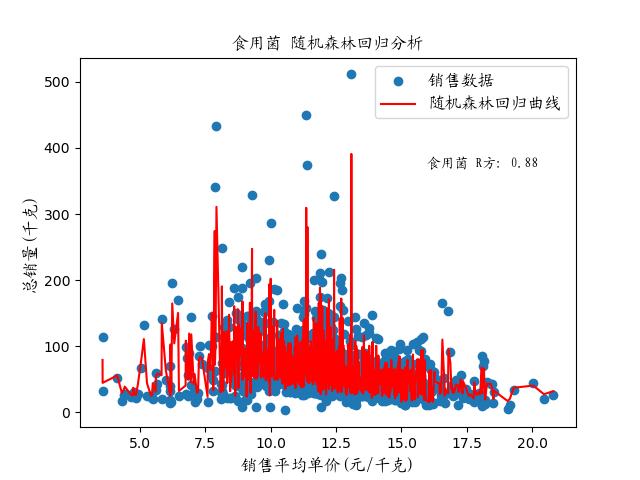 食用菌 随机森林回归分析
销售数据
随机森林回归曲线
食用菌 R方: 0.88
总销量(千克)
500
400
300
200
100
0
5.0 7.5 10.0 12.5 15.0 17.5 20.0
销售平均单价(元/千克)